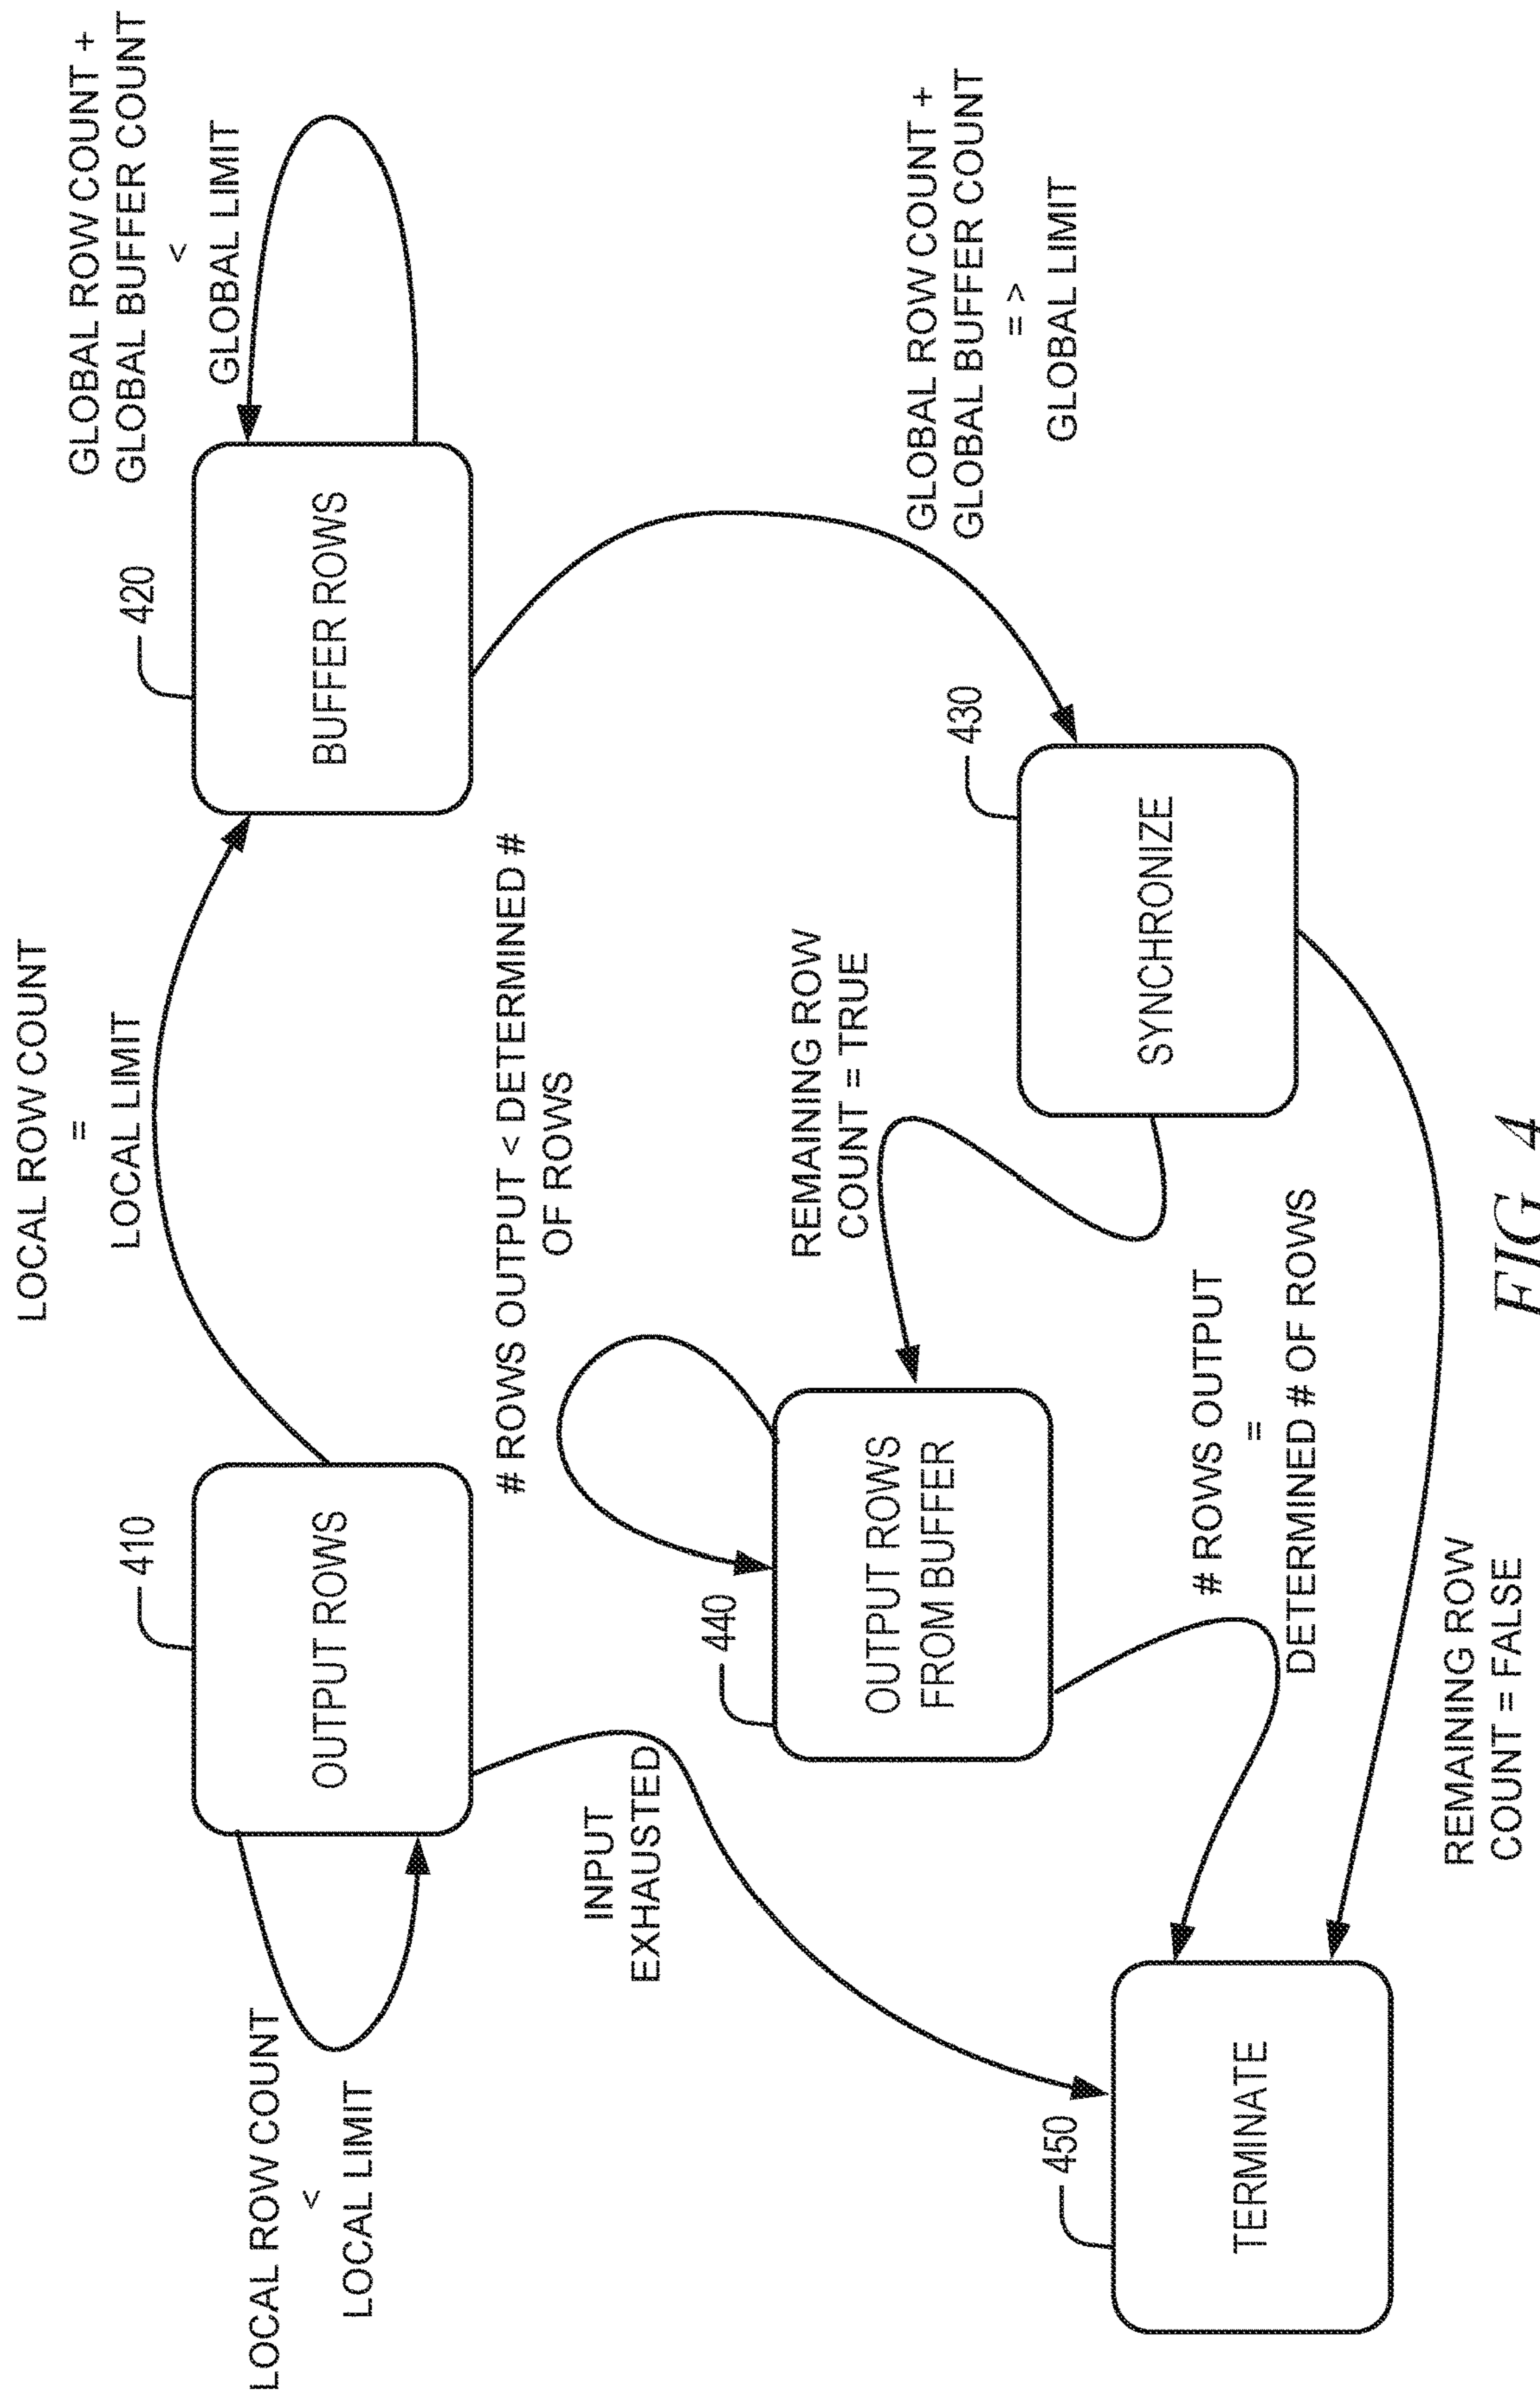 LOCAL ROW COUNT
=
LOCAL LIMIT
GLOBAL ROW COUNT +
GLOBAL BUFFER COUNT
<
GLOBAL LIMIT
410
420
LOCAL ROW COUNT
<
LOCAL LIMIT
OUTPUT ROWS
BUFFER ROWS
# ROWS OUTPUT < DETERMINED #
OF ROWS
INPUT
EXHAUSTED
440
REMAINING ROW
COUNT = TRUE
OUTPUT ROWS
FROM BUFFER
430
GLOBAL ROW COUNT +
GLOBAL BUFFER COUNT
= >
GLOBAL LIMIT
SYNCHRONIZE
450
TERMINATE
# ROWS OUTPUT
=
DETERMINED # OF ROWS
REMAINING ROW
COUNT = FALSE
FIG. 4